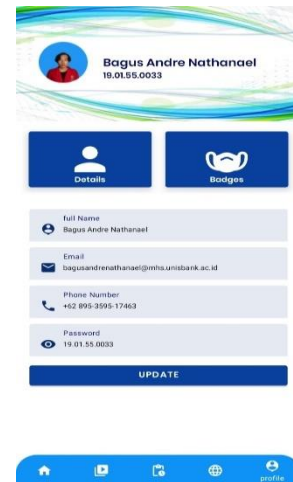 Bagus Andre Nathanael
19.01.55.0033
Details
Badges
full Name
Bagus Andre Nathanael
Email
bagusandrenathanael@mhs.unisbank.ac.id
Phone Number
+62 895-3595-17463
Password
19.01.55.0033
UPDATE
profile